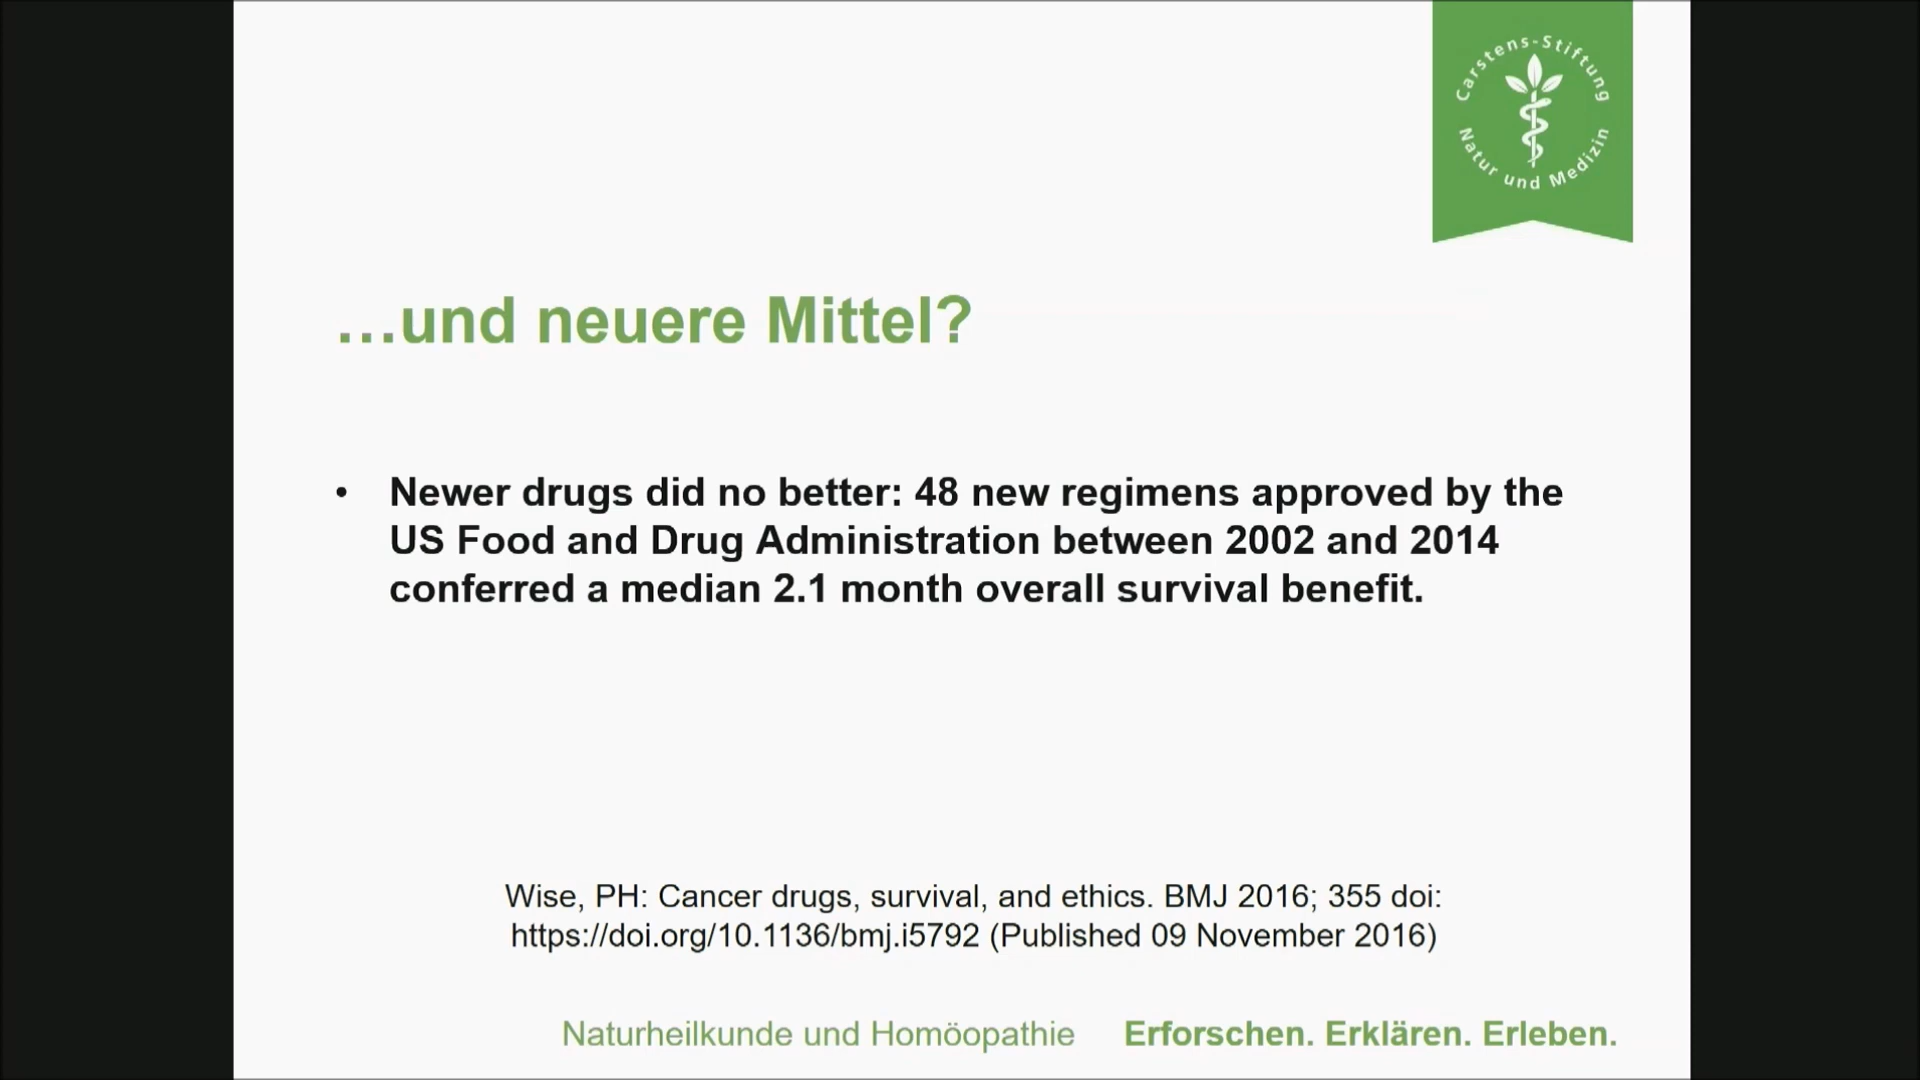 Carstens-Stiftung
Natur und Medizin
…und neuere Mittel?
• Newer drugs did no better: 48 new regimens approved by the
US Food and Drug Administration between 2002 and 2014
conferred a median 2.1 month overall survival benefit.
Wise, PH: Cancer drugs, survival, and ethics. BMJ 2016; 355 doi:
https://doi.org/10.1136/bmj.i5792 (Published 09 November 2016)
Naturheilkunde und Homöopathie Erforschen. Erklären. Erleben.